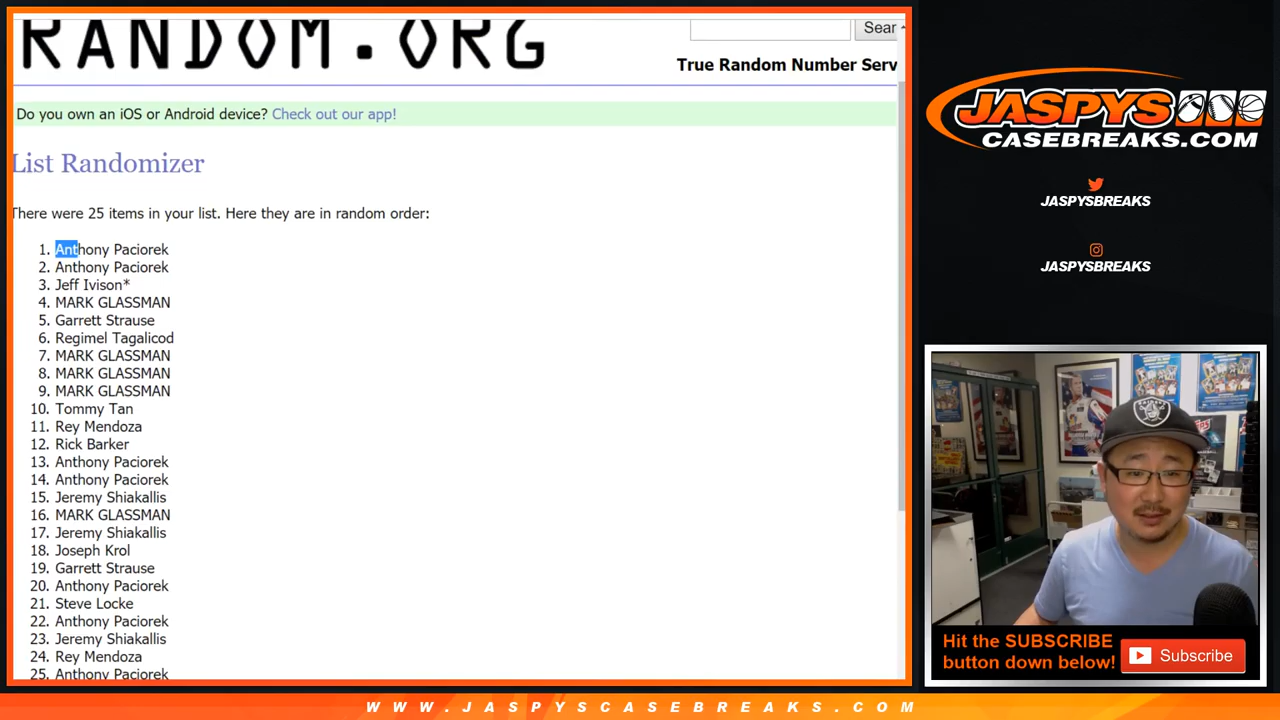 RANDOM.ORG
Sear
True Random Number Serv
Do you own an iOS or Android device? Check out our app!
List Randomizer
There were 25 items in your list. Here they are in random order:
1. Anthony Paciorek
2. Anthony Paciorek
3. Jeff Ivison*
4. MARK GLASSMAN
5. Garrett Strause
6. Regimel Tagalicod
7. MARK GLASSMAN
8. MARK GLASSMAN
9. MARK GLASSMAN
10. Tommy Tan
11. Rey Mendoza
12. Rick Barker
13. Anthony Paciorek
14. Anthony Paciorek
15. Jeremy Shiakallis
16. MARK GLASSMAN
17. Jeremy Shiakallis
18. Joseph Krol
19. Garrett Strause
20. Anthony Paciorek
21. Steve Locke
22. Anthony Paciorek
23. Jeremy Shiakallis
24. Rey Mendoza
25. Anthony Paciorek
JASPYS
CASEBREAKS.COM
JASPYSBREAKS
JASPYSBREAKS
Hit the SUBSCRIBE
button down below!
Subscribe
WWW.JASPYSCASEBREAKS.COM